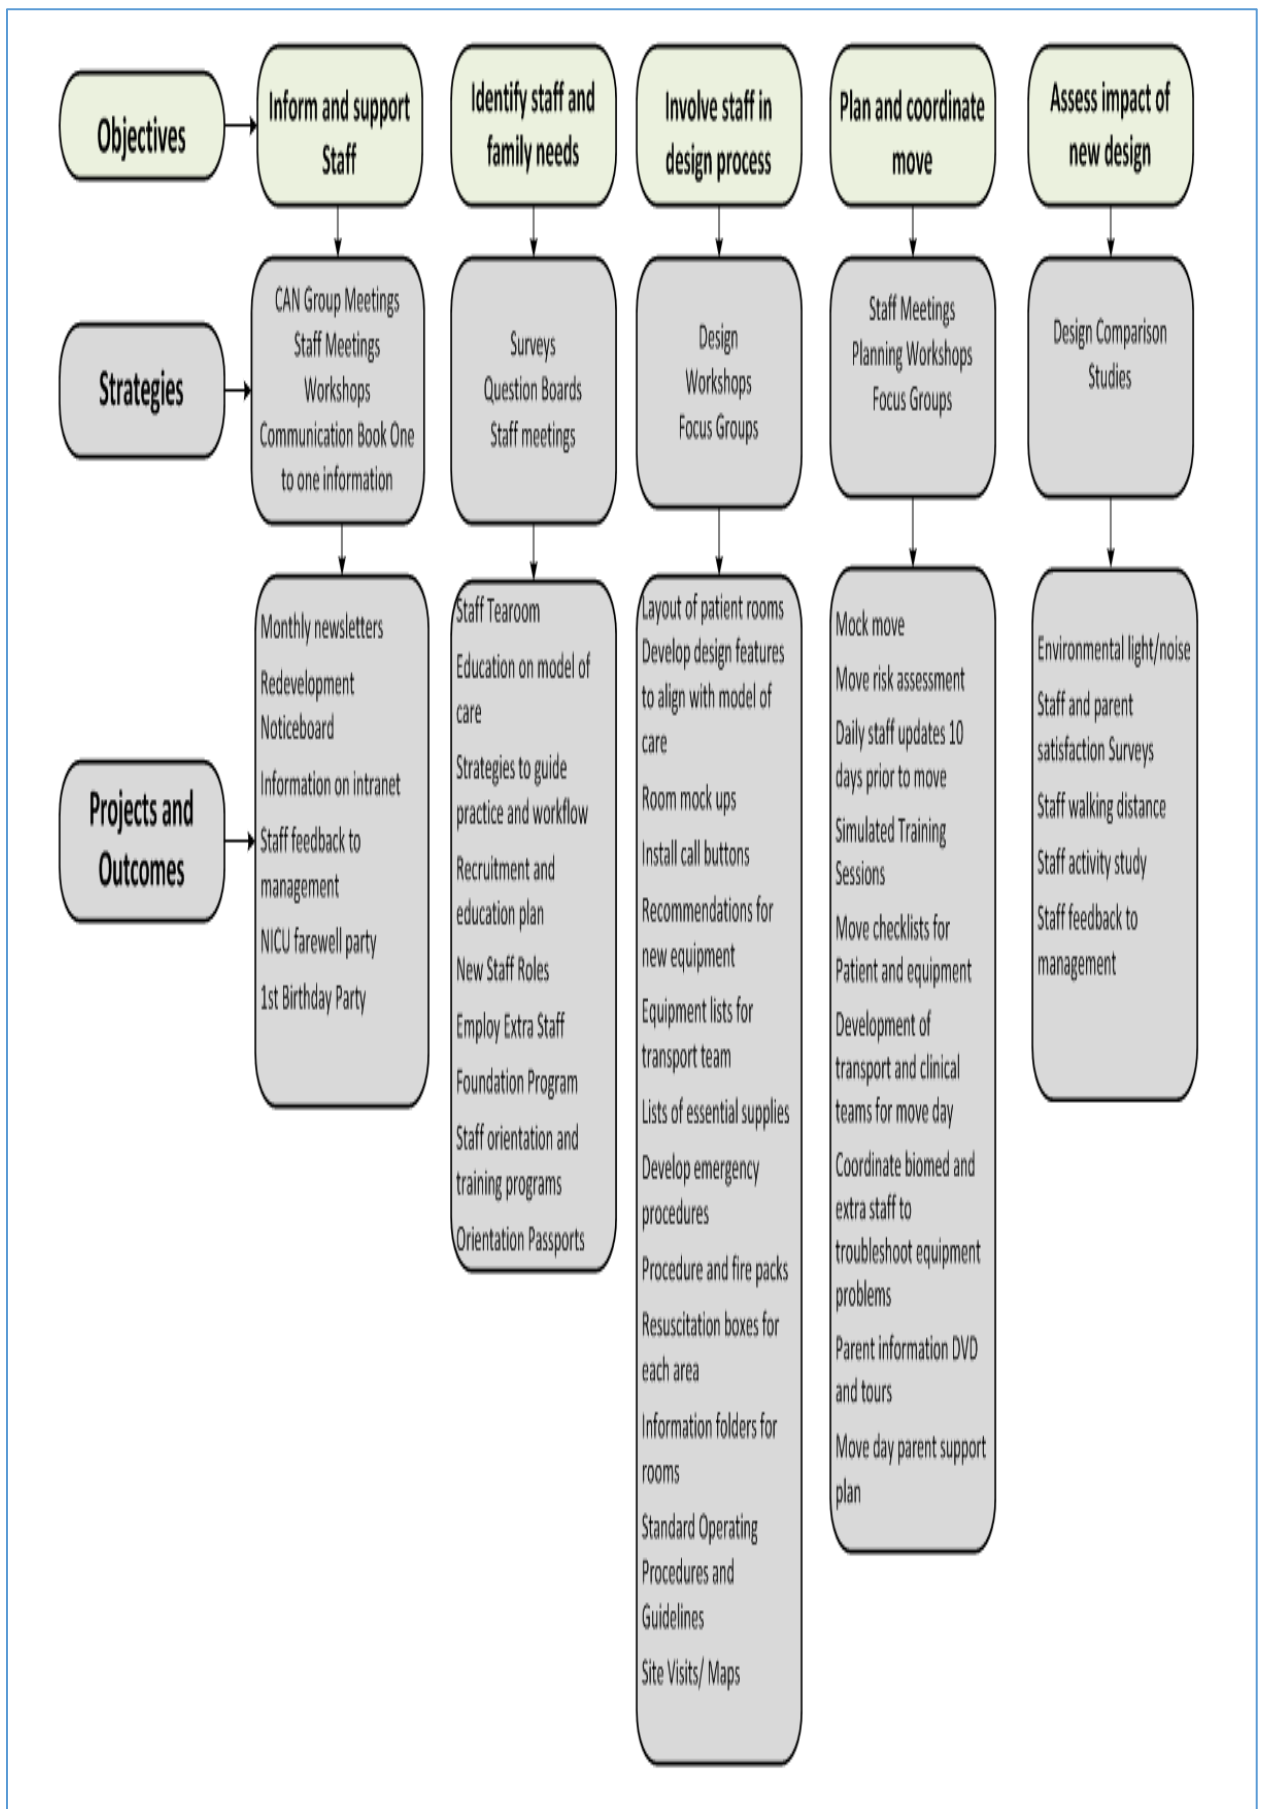 Objectives
Inform and support
Staff
Identify staff and
family needs
Involve staff in
design process
Plan and coordinate
move
Assess impact of
new design
Strategies
CAN Group Meetings
Staff Meetings
Workshops
Communication Book One
to one information
Surveys
Question Boards
Staff meetings
Design
Workshops
Focus Groups
Staff Meetings
Planning Workshops
Focus Groups
Design Comparison
Studies
Projects and
Outcomes
Monthly newsletters
Redevelopment
Noticeboard
Information on intranet
Staff feedback to
management
NICU farewell party
1st Birthday Party
Staff Tearoom
Education on model of
care
Strategies to guide
practice and workflow
Recruitment and
education plan
New Staff Roles
Employ Extra Staff
Foundation Program
Staff orientation and
training programs
Orientation Passports
Layout of patient rooms
Develop design features
to align with model of
care
Room mock ups
Install call buttons
Recommendations for
new equipment
Equipment lists for
transport team
Lists of essential supplies
Develop emergency
procedures
Procedure and fire packs
Resuscitation boxes for
each area
Information folders for
rooms
Standard Operating
Procedures and
Guidelines
Site Visits/ Maps
Mock move
Move risk assessment
Daily staff updates 10
days prior to move
Simulated Training
Sessions
Move checklists for
Patient and equipment
Development of
transport and clinical
teams for move day
Coordinate biomed and
extra staff to
troubleshoot equipment
problems
Parent information DVD
and tours
Move day parent support
plan
Environmental light/noise
Staff and parent
satisfaction Surveys
Staff walking distance
Staff activity study
Staff feedback to
management